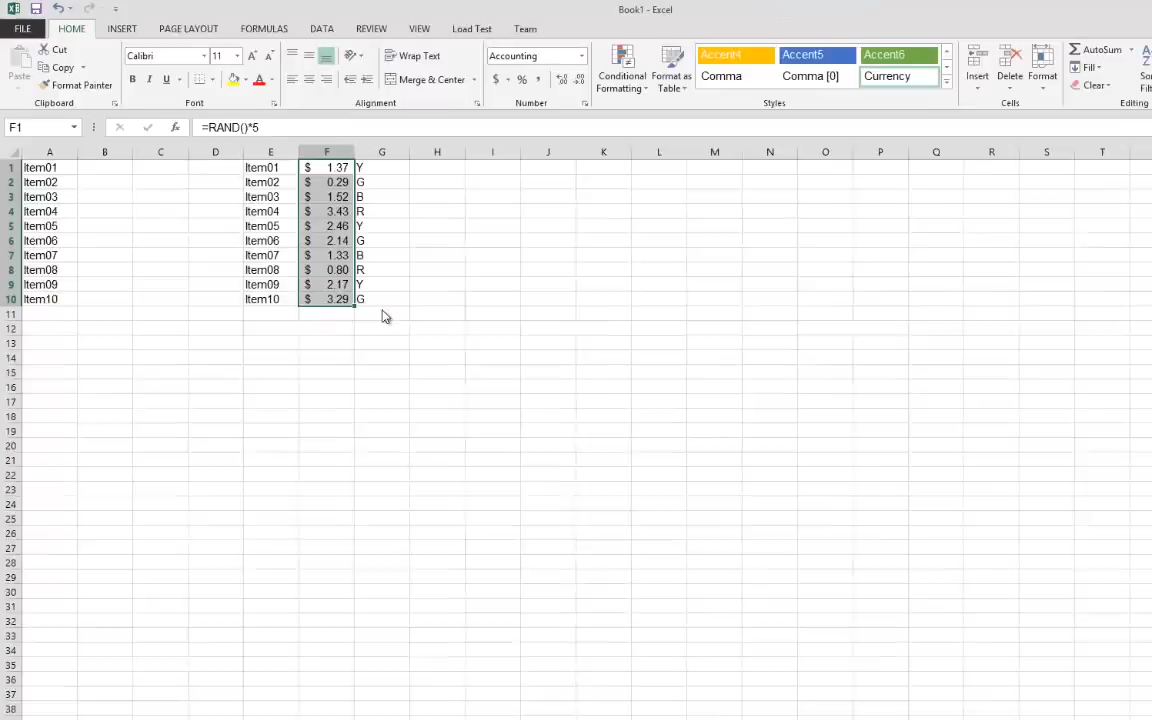 Book1 - Excel
FILE HOME INSERT PAGE LAYOUT FORMULAS DATA REVIEW VIEW Load Test Team
Paste Cut Copy Format Painter
Clipboard
Calibri 11 A A
B I U A
Font
Wrap Text
Merge & Center
Alignment
Accounting
$ % ,
Number
Conditional Formatting
Format as Table
Accent4 Accent5 Accent6
Comma Comma [0] Currency
Styles
Insert Delete Format
Cells
AutoSum
Fill
Clear
Editing
F1 fx =RAND()*5
A B C D E F G H I J K L M N O P Q R S T
1 Item01 Item01 $ 1.37 Y
2 Item02 Item02 $ 0.29 G
3 Item03 Item03 $ 1.52 B
4 Item04 Item04 $ 3.43 R
5 Item05 Item05 $ 2.46 Y
6 Item06 Item06 $ 2.14 G
7 Item07 Item07 $ 1.33 B
8 Item08 Item08 $ 0.80 R
9 Item09 Item09 $ 2.17 Y
10 Item10 Item10 $ 3.29 G
11
12
13
14
15
16
17
18
19
20
21
22
23
24
25
26
27
28
29
30
31
32
33
34
35
36
37
38